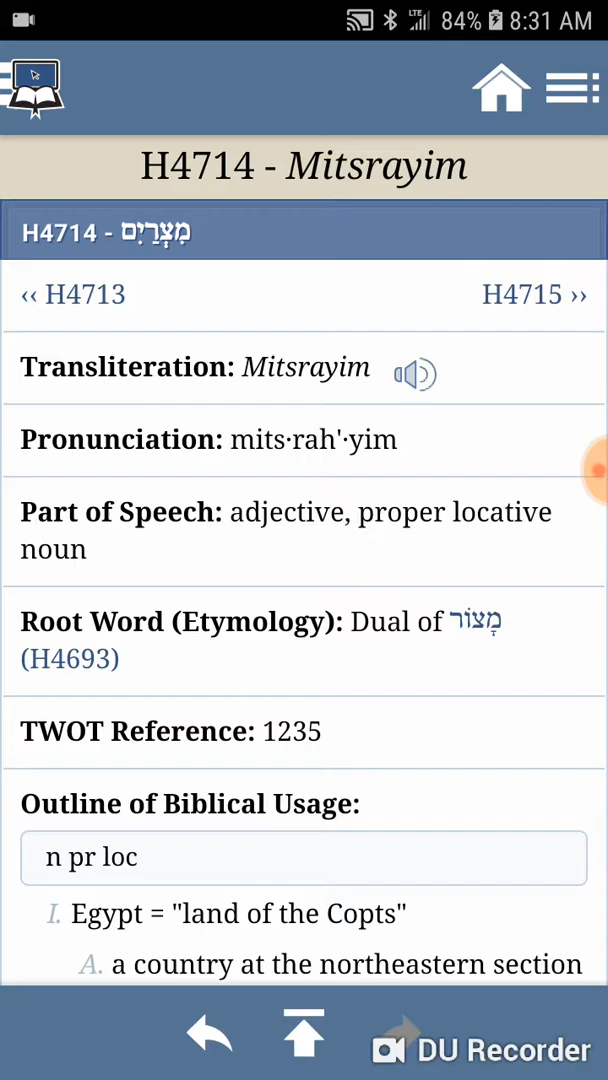 LTE 84% 8:31 AM
H4714 - Mitsrayim
H4714 - מִצְרַיִם
‹‹ H4713 H4715 ››
Transliteration: Mitsrayim
Pronunciation: mits·rah'·yim
Part of Speech: adjective, proper locative
noun
Root Word (Etymology): Dual of מָצוֹר
(H4693)
TWOT Reference: 1235
Outline of Biblical Usage:
n pr loc
I. Egypt = "land of the Copts"
A. a country at the northeastern section
DU Recorder